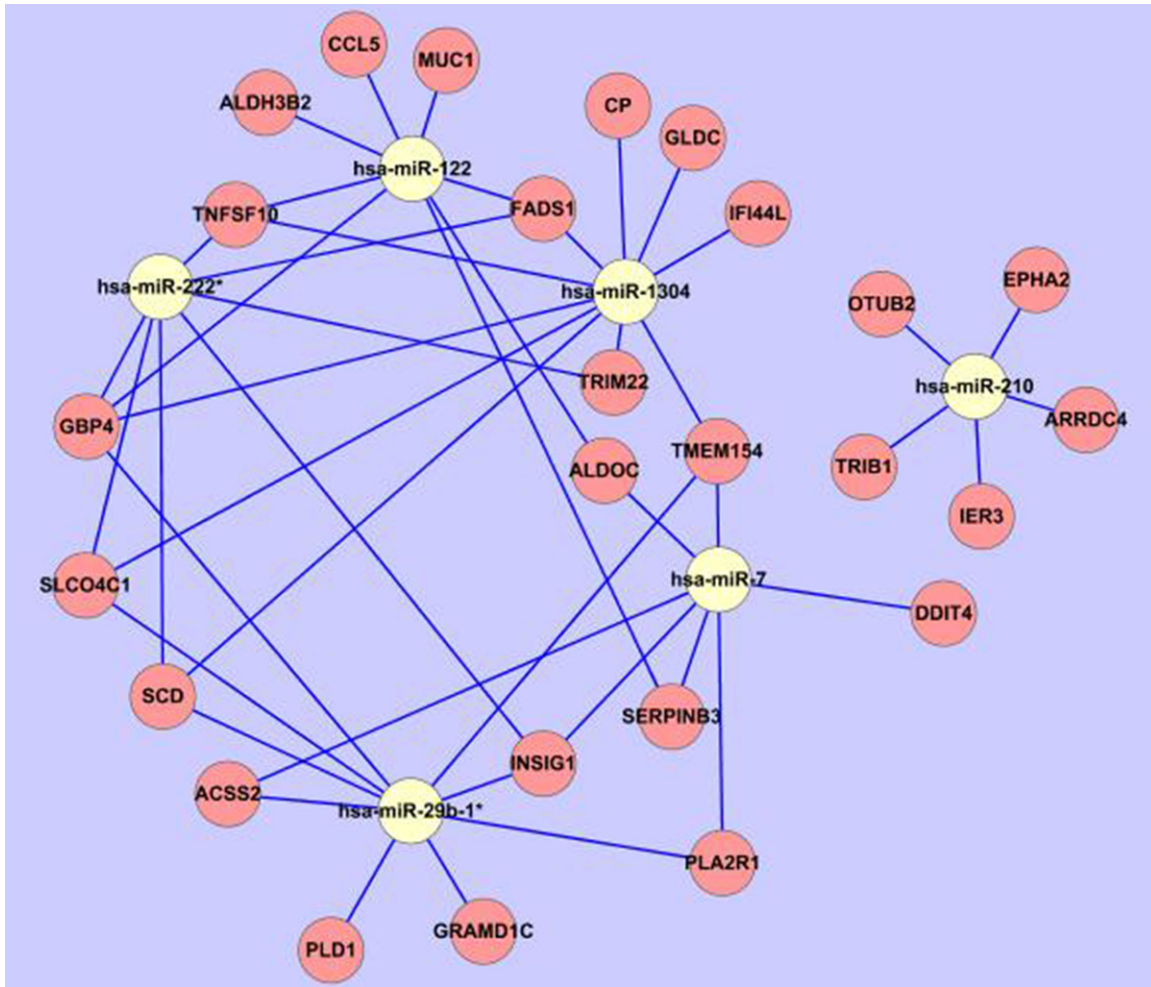 CCL5
MUC1
ALDH3B2
CP
GLDC
hsa-miR-122
TNFSF10
FADS1
IFI44L
hsa-miR-222*
hsa-miR-1304
EPHA2
OTUB2
TRIM22
hsa-miR-210
GBP4
ARRDC4
TMEM154
ALDOC
TRIB1
IER3
SLCO4C1
hsa-miR-7
DDIT4
SCD
SERPINB3
INSIG1
ACSS2
hsa-miR-29b-1*
PLA2R1
GRAMD1C
PLD1